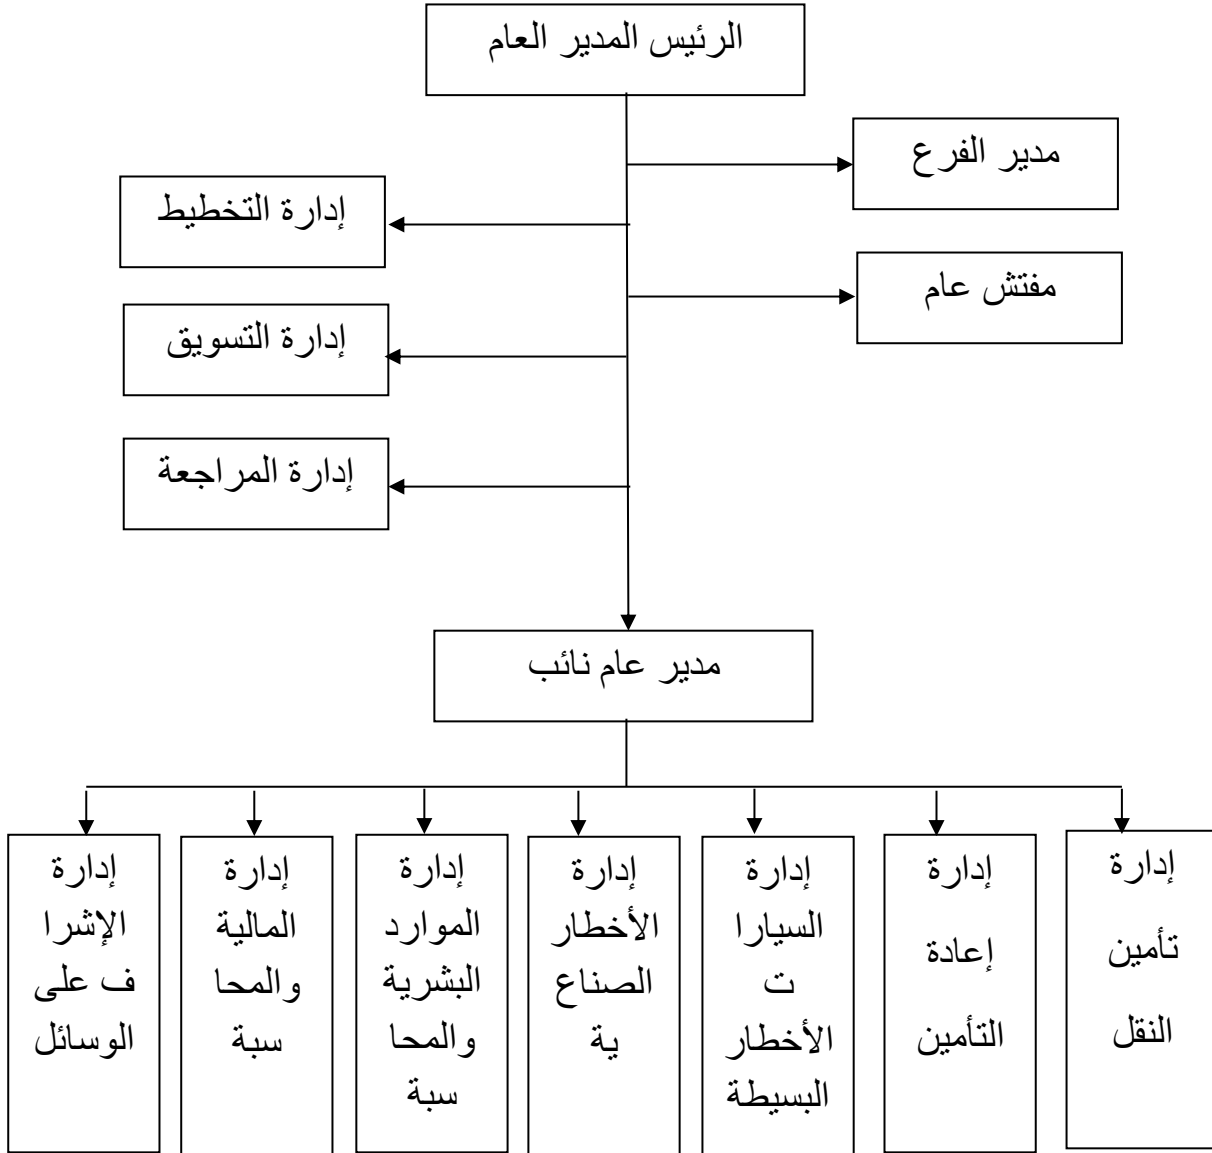 الرئيس المدير العام
مدير الفرع
إدارة التخطيط
مفتش عام
إدارة التسويق
إدارة المراجعة
مدير عام نائب
إدارة
تأمين
النقل
إدارة
إعادة
التأمين
إدارة
السيارا
ت
الأخطار
البسيطة
إدارة
الأخطار
الصناع
ية
إدارة
الموارد
البشرية
والمحا
سبة
إدارة
المالية
والمحا
سبة
إدارة
الإشرا
ف على
الوسائل